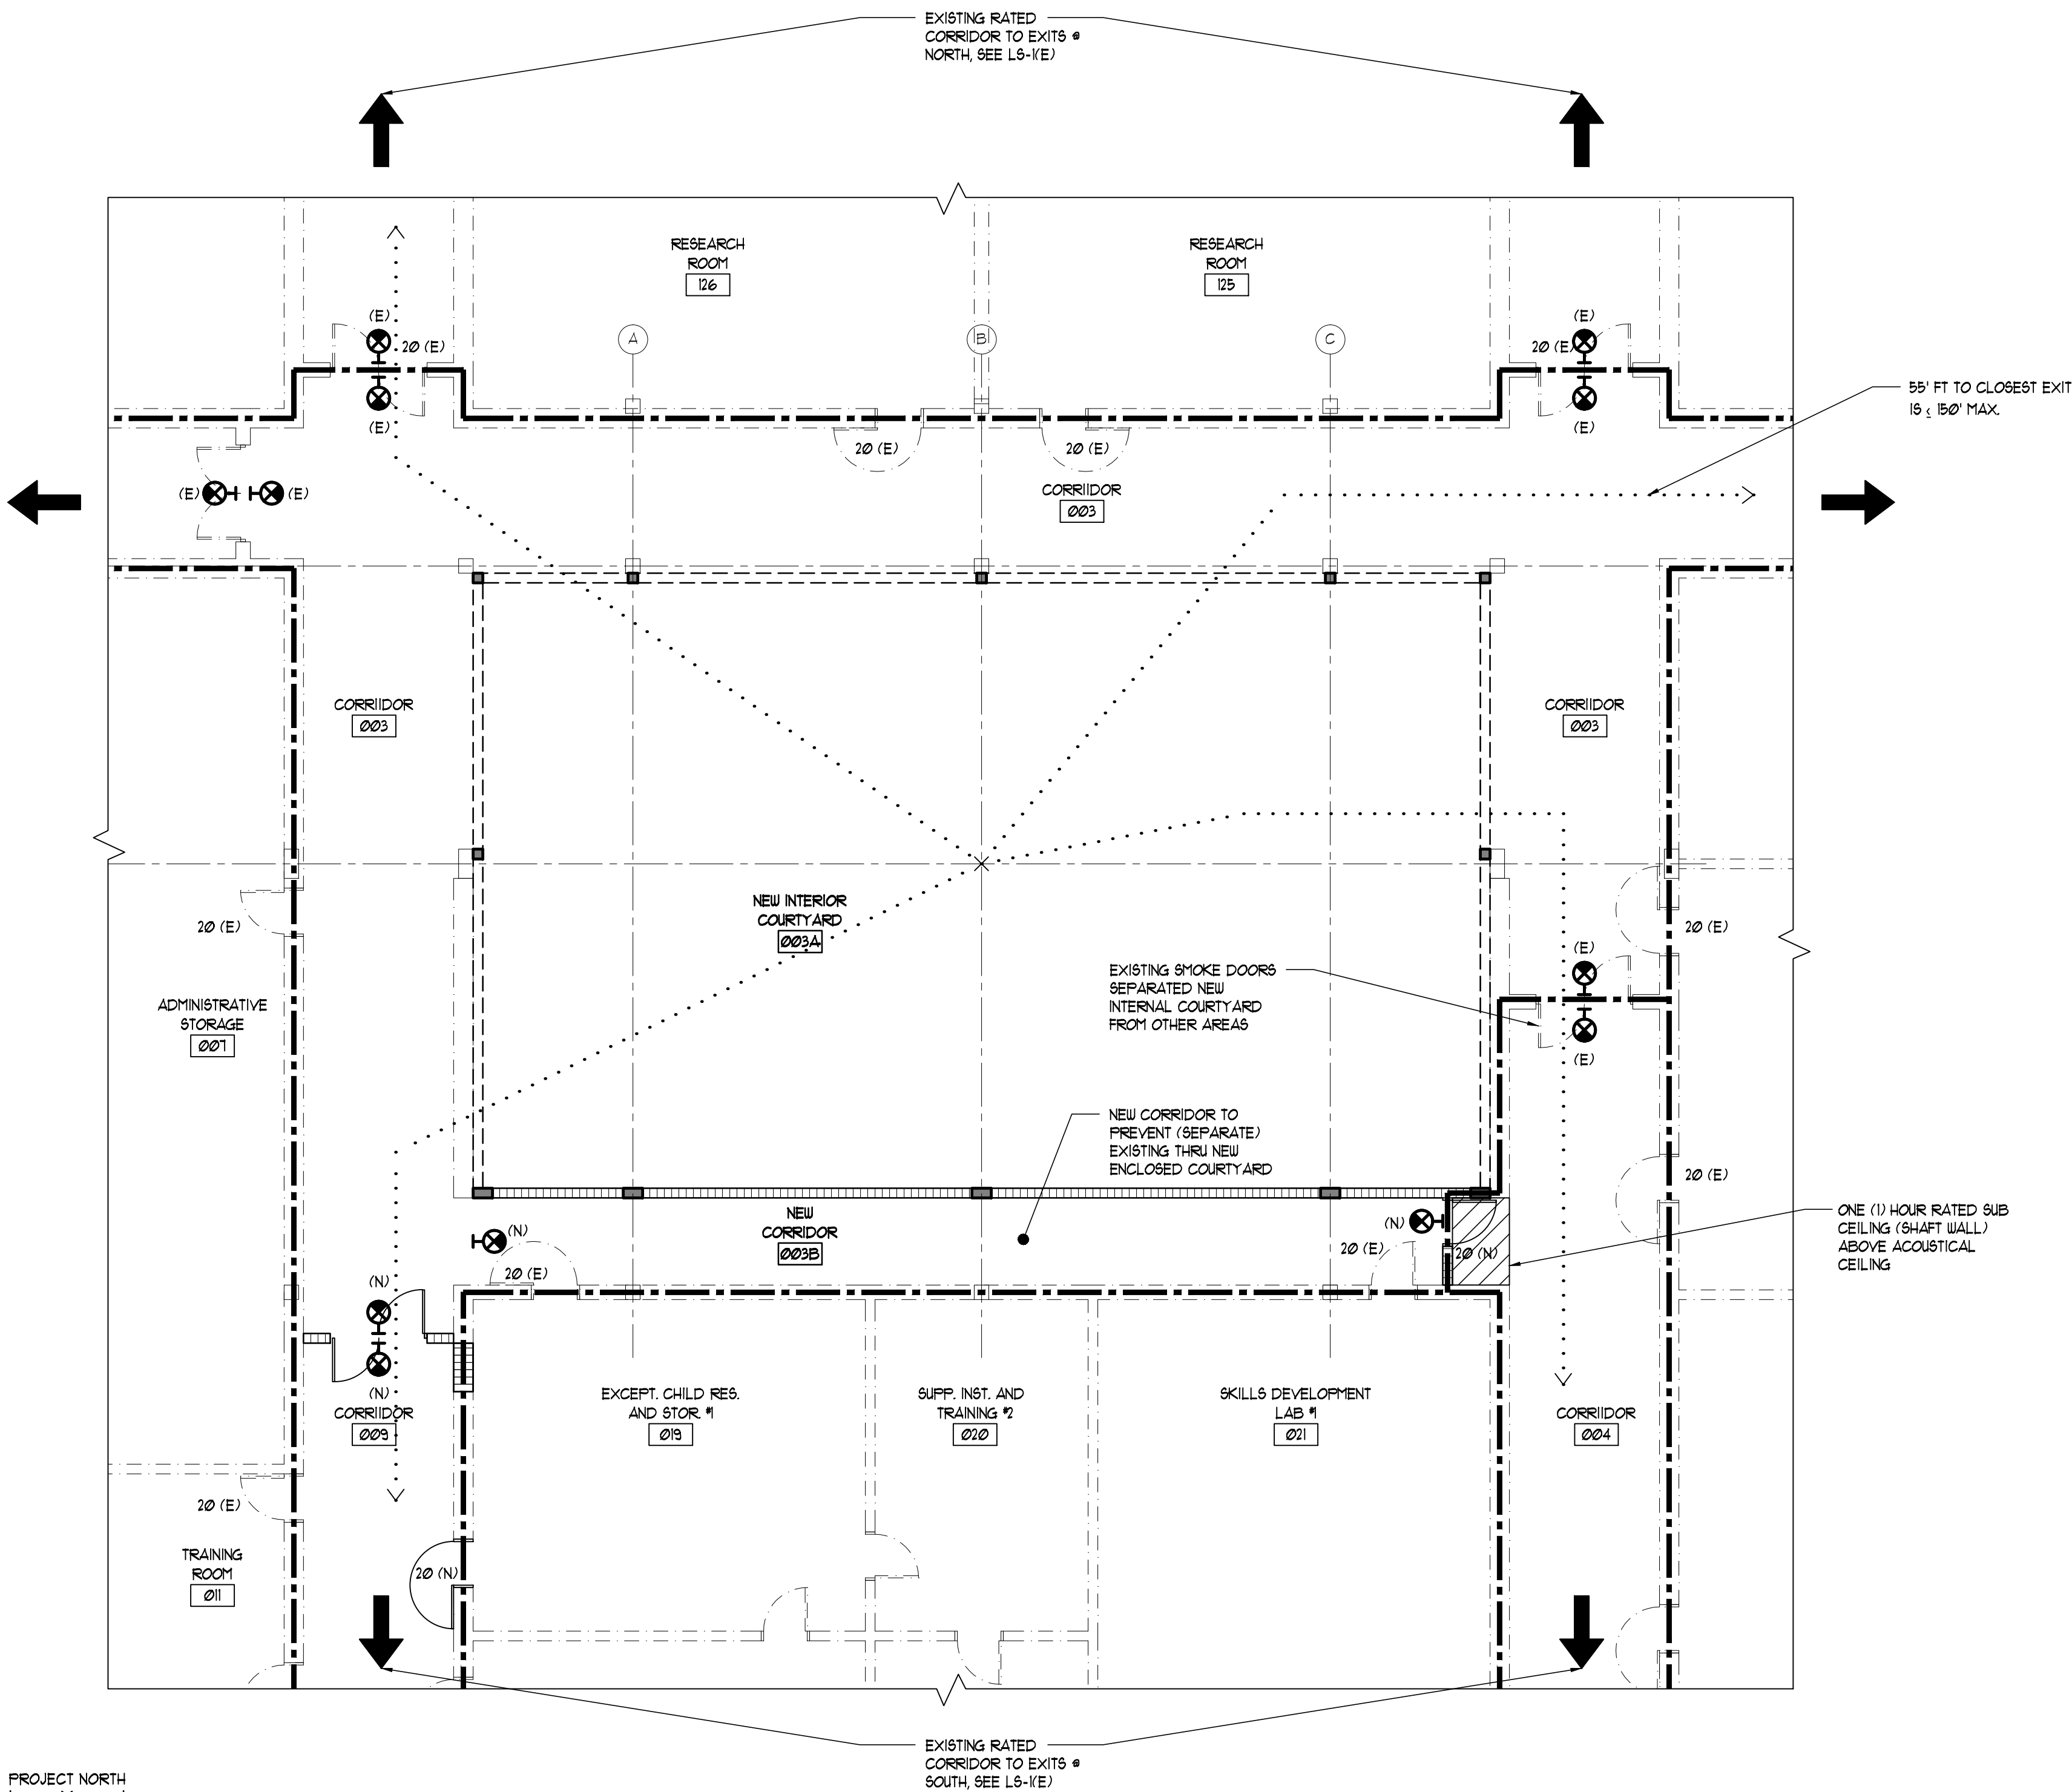 EXISTING RATED
CORRIDOR TO EXITS @
NORTH, SEE LS-1(E)
RESEARCH
ROOM
126
RESEARCH
ROOM
125
(E)
20 (E)
(E)
A
B
C
(E)
20 (E)
(E)
55' FT TO CLOSEST EXIT
IS ≤ 150' MAX.
20 (E)
20 (E)
(E)
(E)
CORRIIDOR
003
CORRIIDOR
003
CORRIIDOR
003
NEW INTERIOR
COURTYARD
003A
20 (E)
20 (E)
ADMINISTRATIVE
STORAGE
007
EXISTING SMOKE DOORS
SEPARATED NEW
INTERNAL COURTYARD
FROM OTHER AREAS
(E)
(E)
NEW CORRIDOR TO
PREVENT (SEPARATE)
EXISTING THRU NEW
ENCLOSED COURTYARD
20 (E)
NEW
CORRIDOR
003B
(N)
(N)
20 (E)
20 (E)
20 (N)
ONE (1) HOUR RATED SUB
CEILING (SHAFT WALL)
ABOVE ACOUSTICAL
CEILING
(N)
(N)
CORRIIDOR
009
EXCEPT. CHILD RES.
AND STOR. #1
019
SUPP. INST. AND
TRAINING #2
020
SKILLS DEVELOPMENT
LAB #1
021
CORRIIDOR
004
20 (E)
TRAINING
ROOM
011
20 (N)
EXISTING RATED
CORRIDOR TO EXITS @
SOUTH, SEE LS-1(E)
PROJECT NORTH